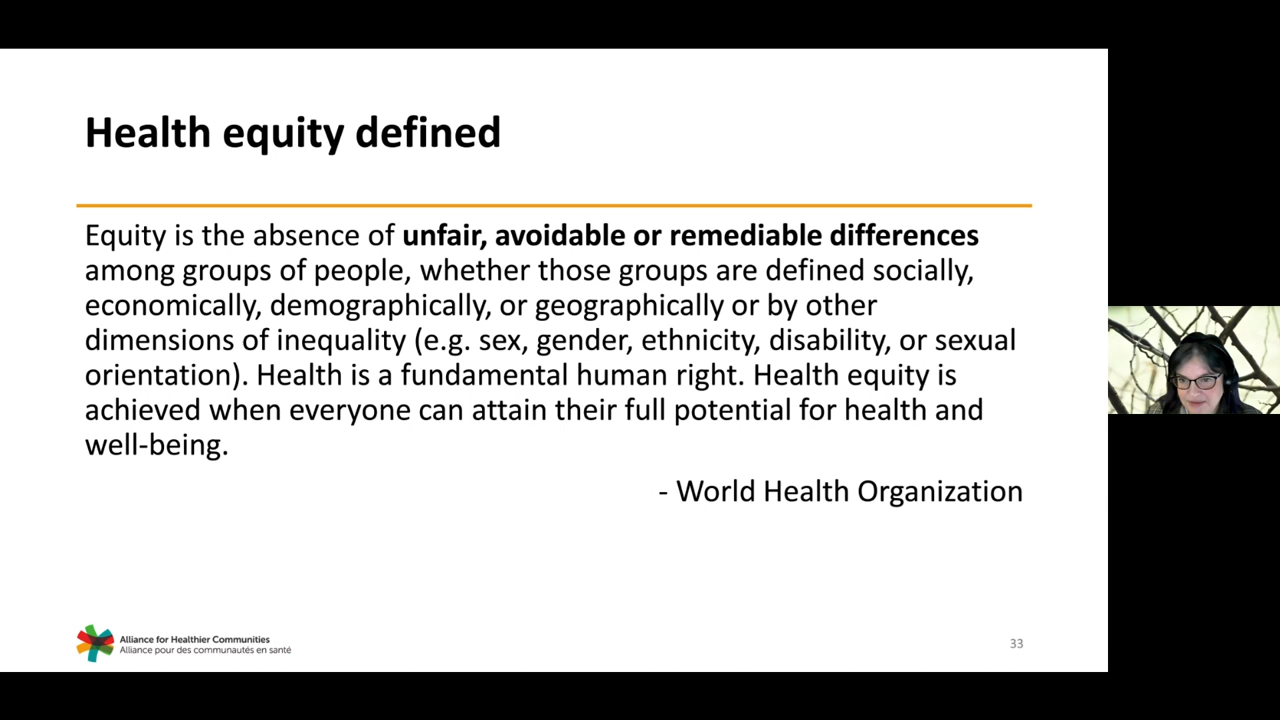 Health equity defined
Equity is the absence of unfair, avoidable or remediable differences
among groups of people, whether those groups are defined socially,
economically, demographically, or geographically or by other
dimensions of inequality (e.g. sex, gender, ethnicity, disability, or sexual
orientation). Health is a fundamental human right. Health equity is
achieved when everyone can attain their full potential for health and
well-being.
- World Health Organization
Alliance for Healthier Communities
Alliance pour des communautés en santé
33